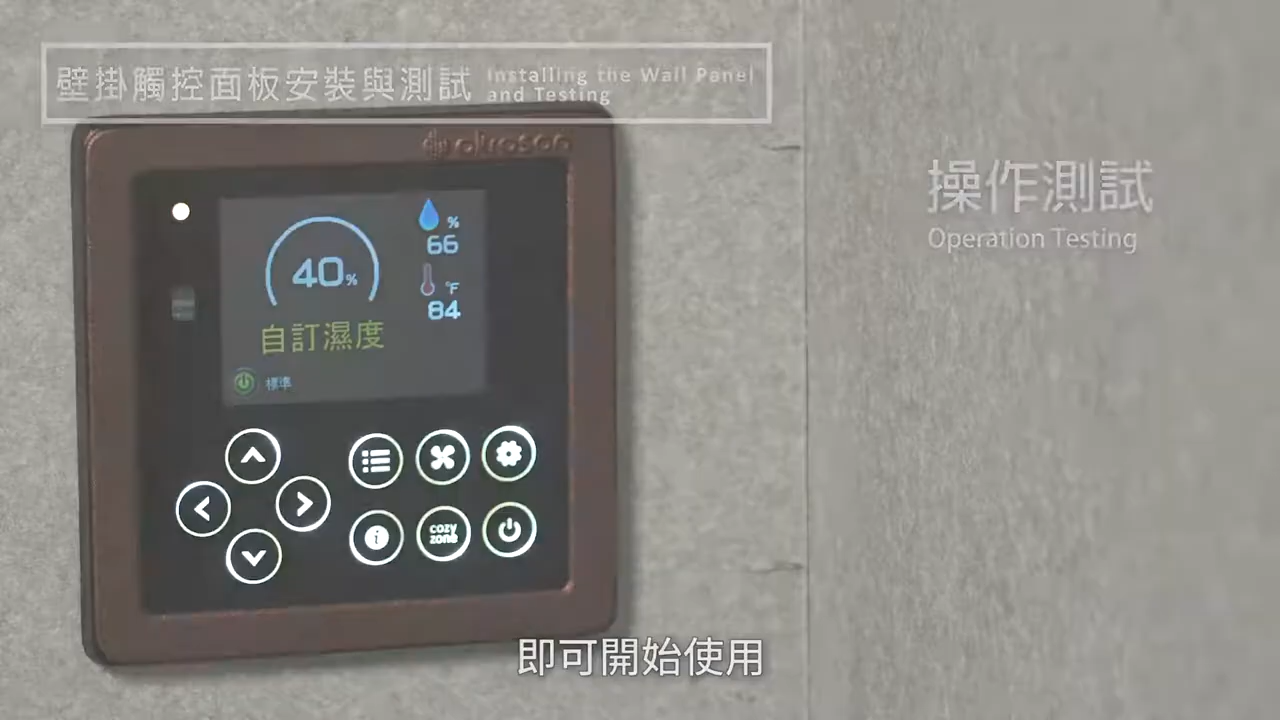 壁掛觸控面板安裝與測試
Installing the Wall Panel
and Testing
操作測試
Operation Testing
40%
%
66
°F
84
自訂濕度
標準
cozy
zone
即可開始使用